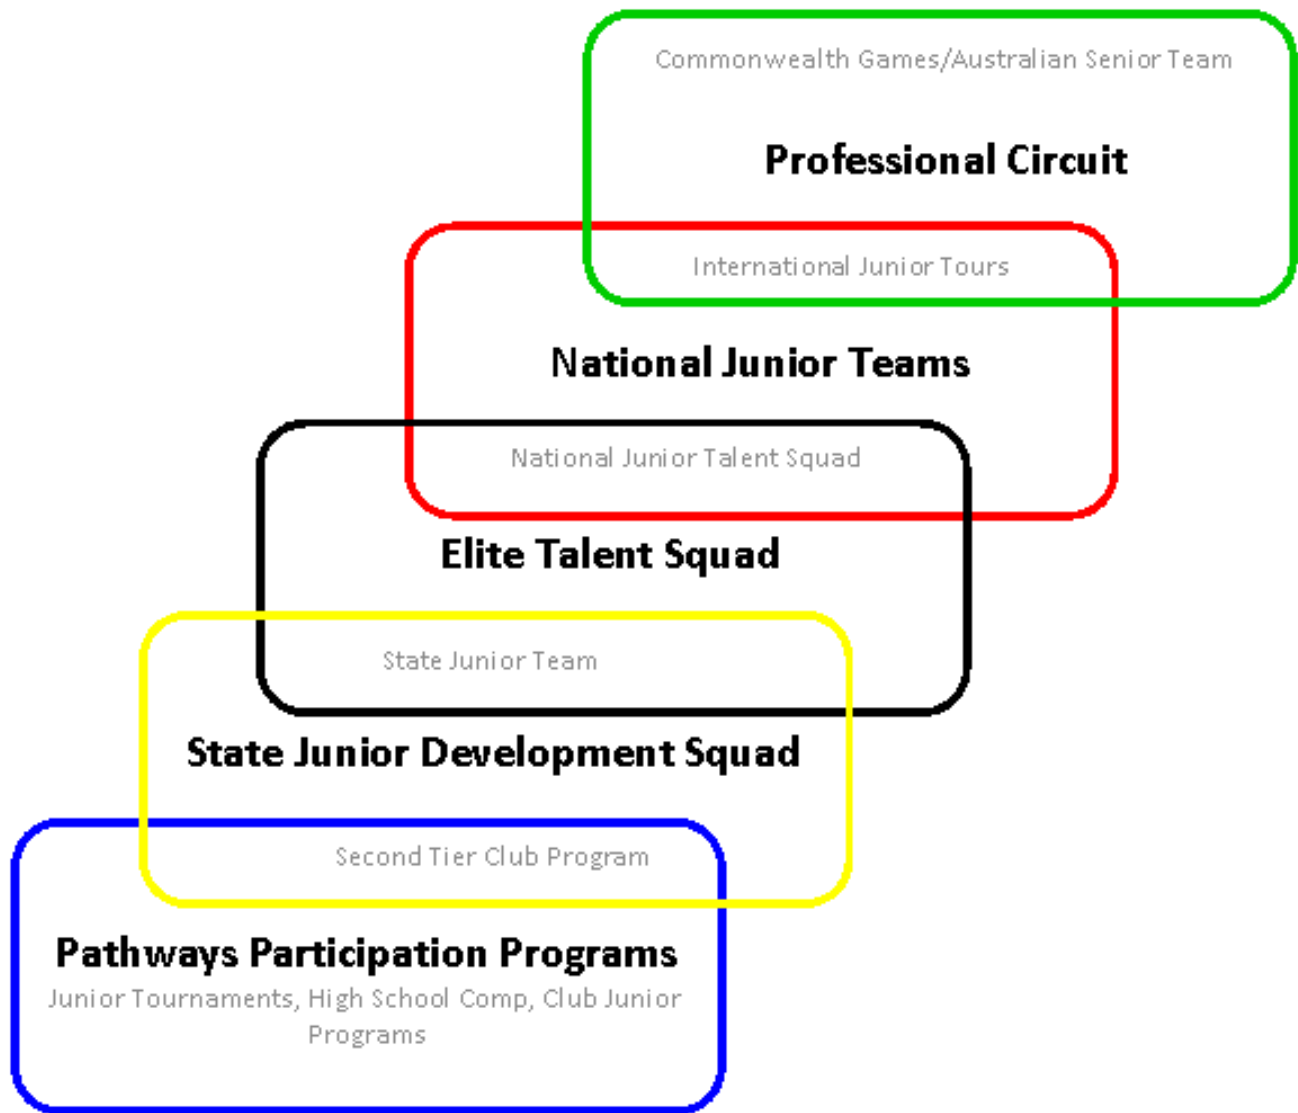 Commonwealth Games/Australian Senior Team
Professional Circuit
International Junior Tours
National Junior Teams
National Junior Talent Squad
Elite Talent Squad
State Junior Team
State Junior Development Squad
Second Tier Club Program
Pathways Participation Programs
Junior Tournaments, High School Comp, Club Junior
Programs